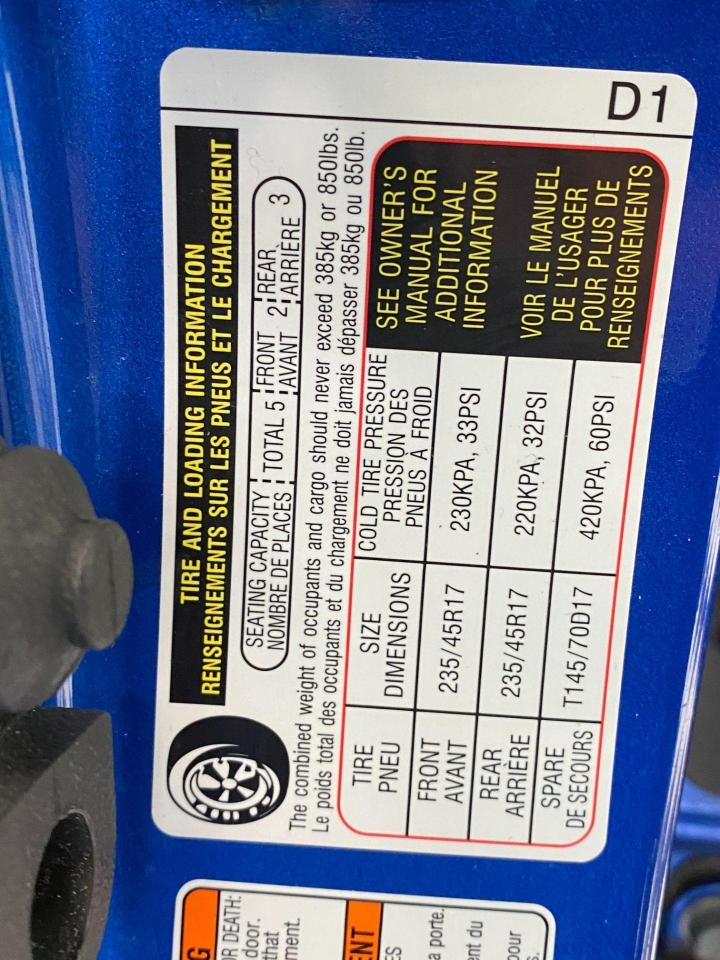 D1
TIRE AND LOADING INFORMATION
RENSEIGNEMENTS SUR LES PNEUS ET LE CHARGEMENT
SEATING CAPACITY TOTAL 5 FRONT 2 REAR 3
NOMBRE DE PLACES AVANT ARRIÈRE
The combined weight of occupants and cargo should never exceed 385kg or 850lbs.
Le poids total des occupants et du chargement ne doit jamais dépasser 385kg ou 850lb.
TIRE SIZE COLD TIRE PRESSURE
PNEU DIMENSIONS PRESSION DES
PNEUS À FROID
FRONT 235/45R17 230KPA, 33PSI
AVANT
REAR 235/45R17 220KPA, 32PSI
ARRIÈRE
SPARE T145/70D17 420KPA, 60PSI
DE SECOURS
SEE OWNER'S
MANUAL FOR
ADDITIONAL
INFORMATION
VOIR LE MANUEL
DE L'USAGER
POUR PLUS DE
RENSEIGNEMENTS
DEATH:
door.
that
a porte.
pour